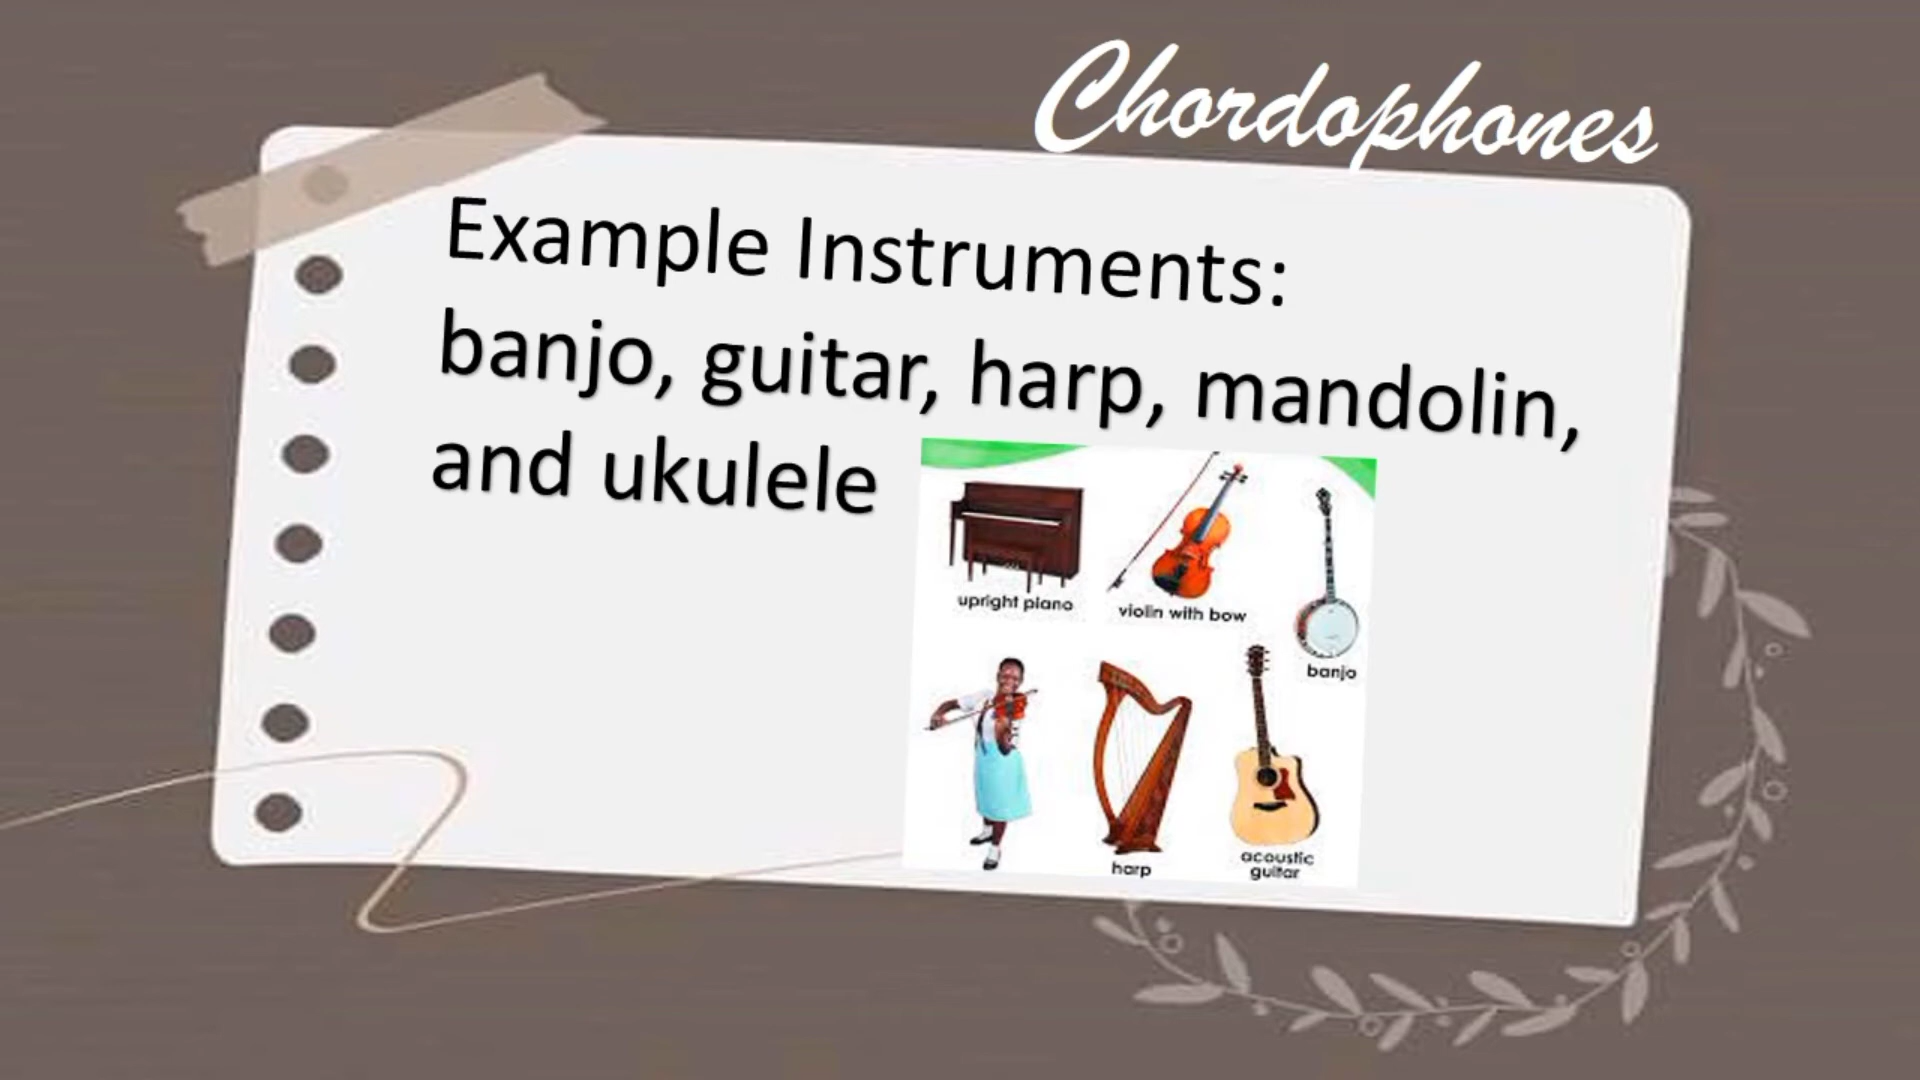 Chordophones
Example Instruments:
banjo, guitar, harp, mandolin,
and ukulele
upright piano
violin with bow
banjo
harp
acoustic
guitar